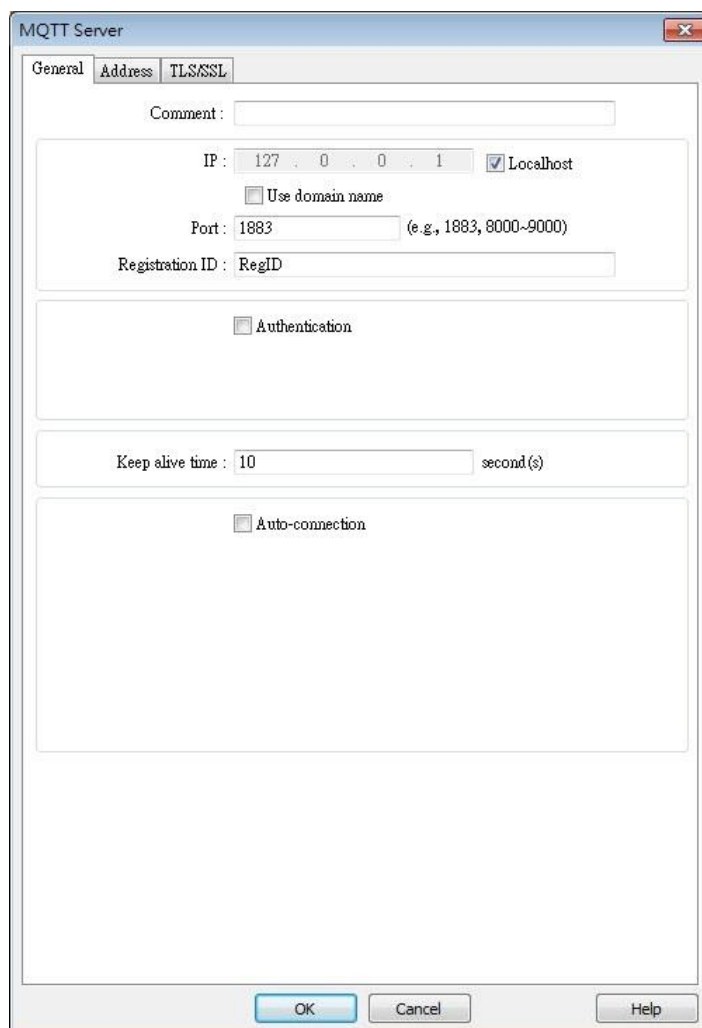 MQTT Server
General Address TLS/SSL
Comment :
IP : 127 . 0 . 0 . 1 Localhost
Use domain name
Port : 1883 (e.g., 1883, 8000~9000)
Registration ID : RegID
Authentication
Keep alive time : 10 second(s)
Auto-connection
OK Cancel Help